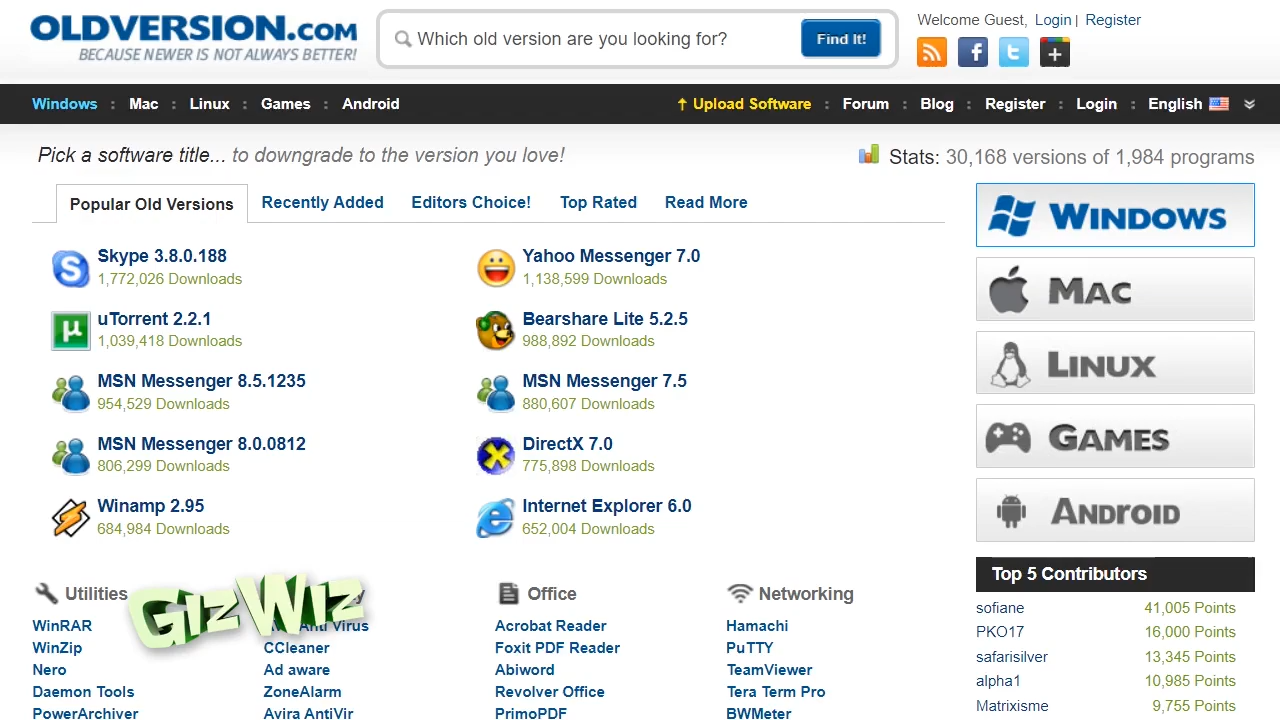 OLDVERSION.COM
BECAUSE NEWER IS NOT ALWAYS BETTER!
Which old version are you looking for?
Find It!
Welcome Guest, Login | Register
Windows : Mac : Linux : Games : Android
Upload Software : Forum : Blog : Register : Login : English
Pick a software title... to downgrade to the version you love!
Stats: 30,168 versions of 1,984 programs
Popular Old Versions Recently Added Editors Choice! Top Rated Read More
Skype 3.8.0.188
1,772,026 Downloads
Yahoo Messenger 7.0
1,138,599 Downloads
uTorrent 2.2.1
1,039,418 Downloads
Bearshare Lite 5.2.5
988,892 Downloads
MSN Messenger 8.5.1235
954,529 Downloads
MSN Messenger 7.5
880,607 Downloads
MSN Messenger 8.0.0812
806,299 Downloads
DirectX 7.0
775,898 Downloads
Winamp 2.95
684,984 Downloads
Internet Explorer 6.0
652,004 Downloads
WINDOWS
MAC
LINUX
GAMES
ANDROID
Utilities
WinRAR
WinZip
Nero
Daemon Tools
PowerArchiver
GIZWIZ
Anti Virus
CCleaner
Ad aware
ZoneAlarm
Avira AntiVir
Office
Acrobat Reader
Foxit PDF Reader
Abiword
Revolver Office
PrimoPDF
Networking
Hamachi
PuTTY
TeamViewer
Tera Term Pro
BWMeter
Top 5 Contributors
sofiane 41,005 Points
PKO17 16,000 Points
safarisilver 13,345 Points
alpha1 10,985 Points
Matrixisme 9,755 Points